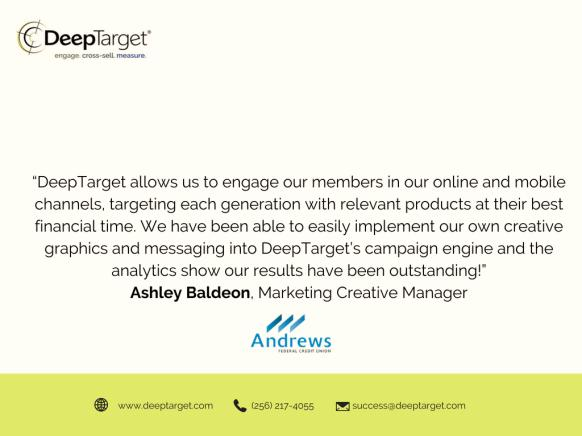 DeepTarget®
engage. cross-sell. measure.
“DeepTarget allows us to engage our members in our online and mobile
channels, targeting each generation with relevant products at their best
financial time. We have been able to easily implement our own creative
graphics and messaging into DeepTarget’s campaign engine and the
analytics show our results have been outstanding!”
Ashley Baldeon, Marketing Creative Manager
Andrews
FEDERAL CREDIT UNION
www.deeptarget.com (256) 217-4055 success@deeptarget.com